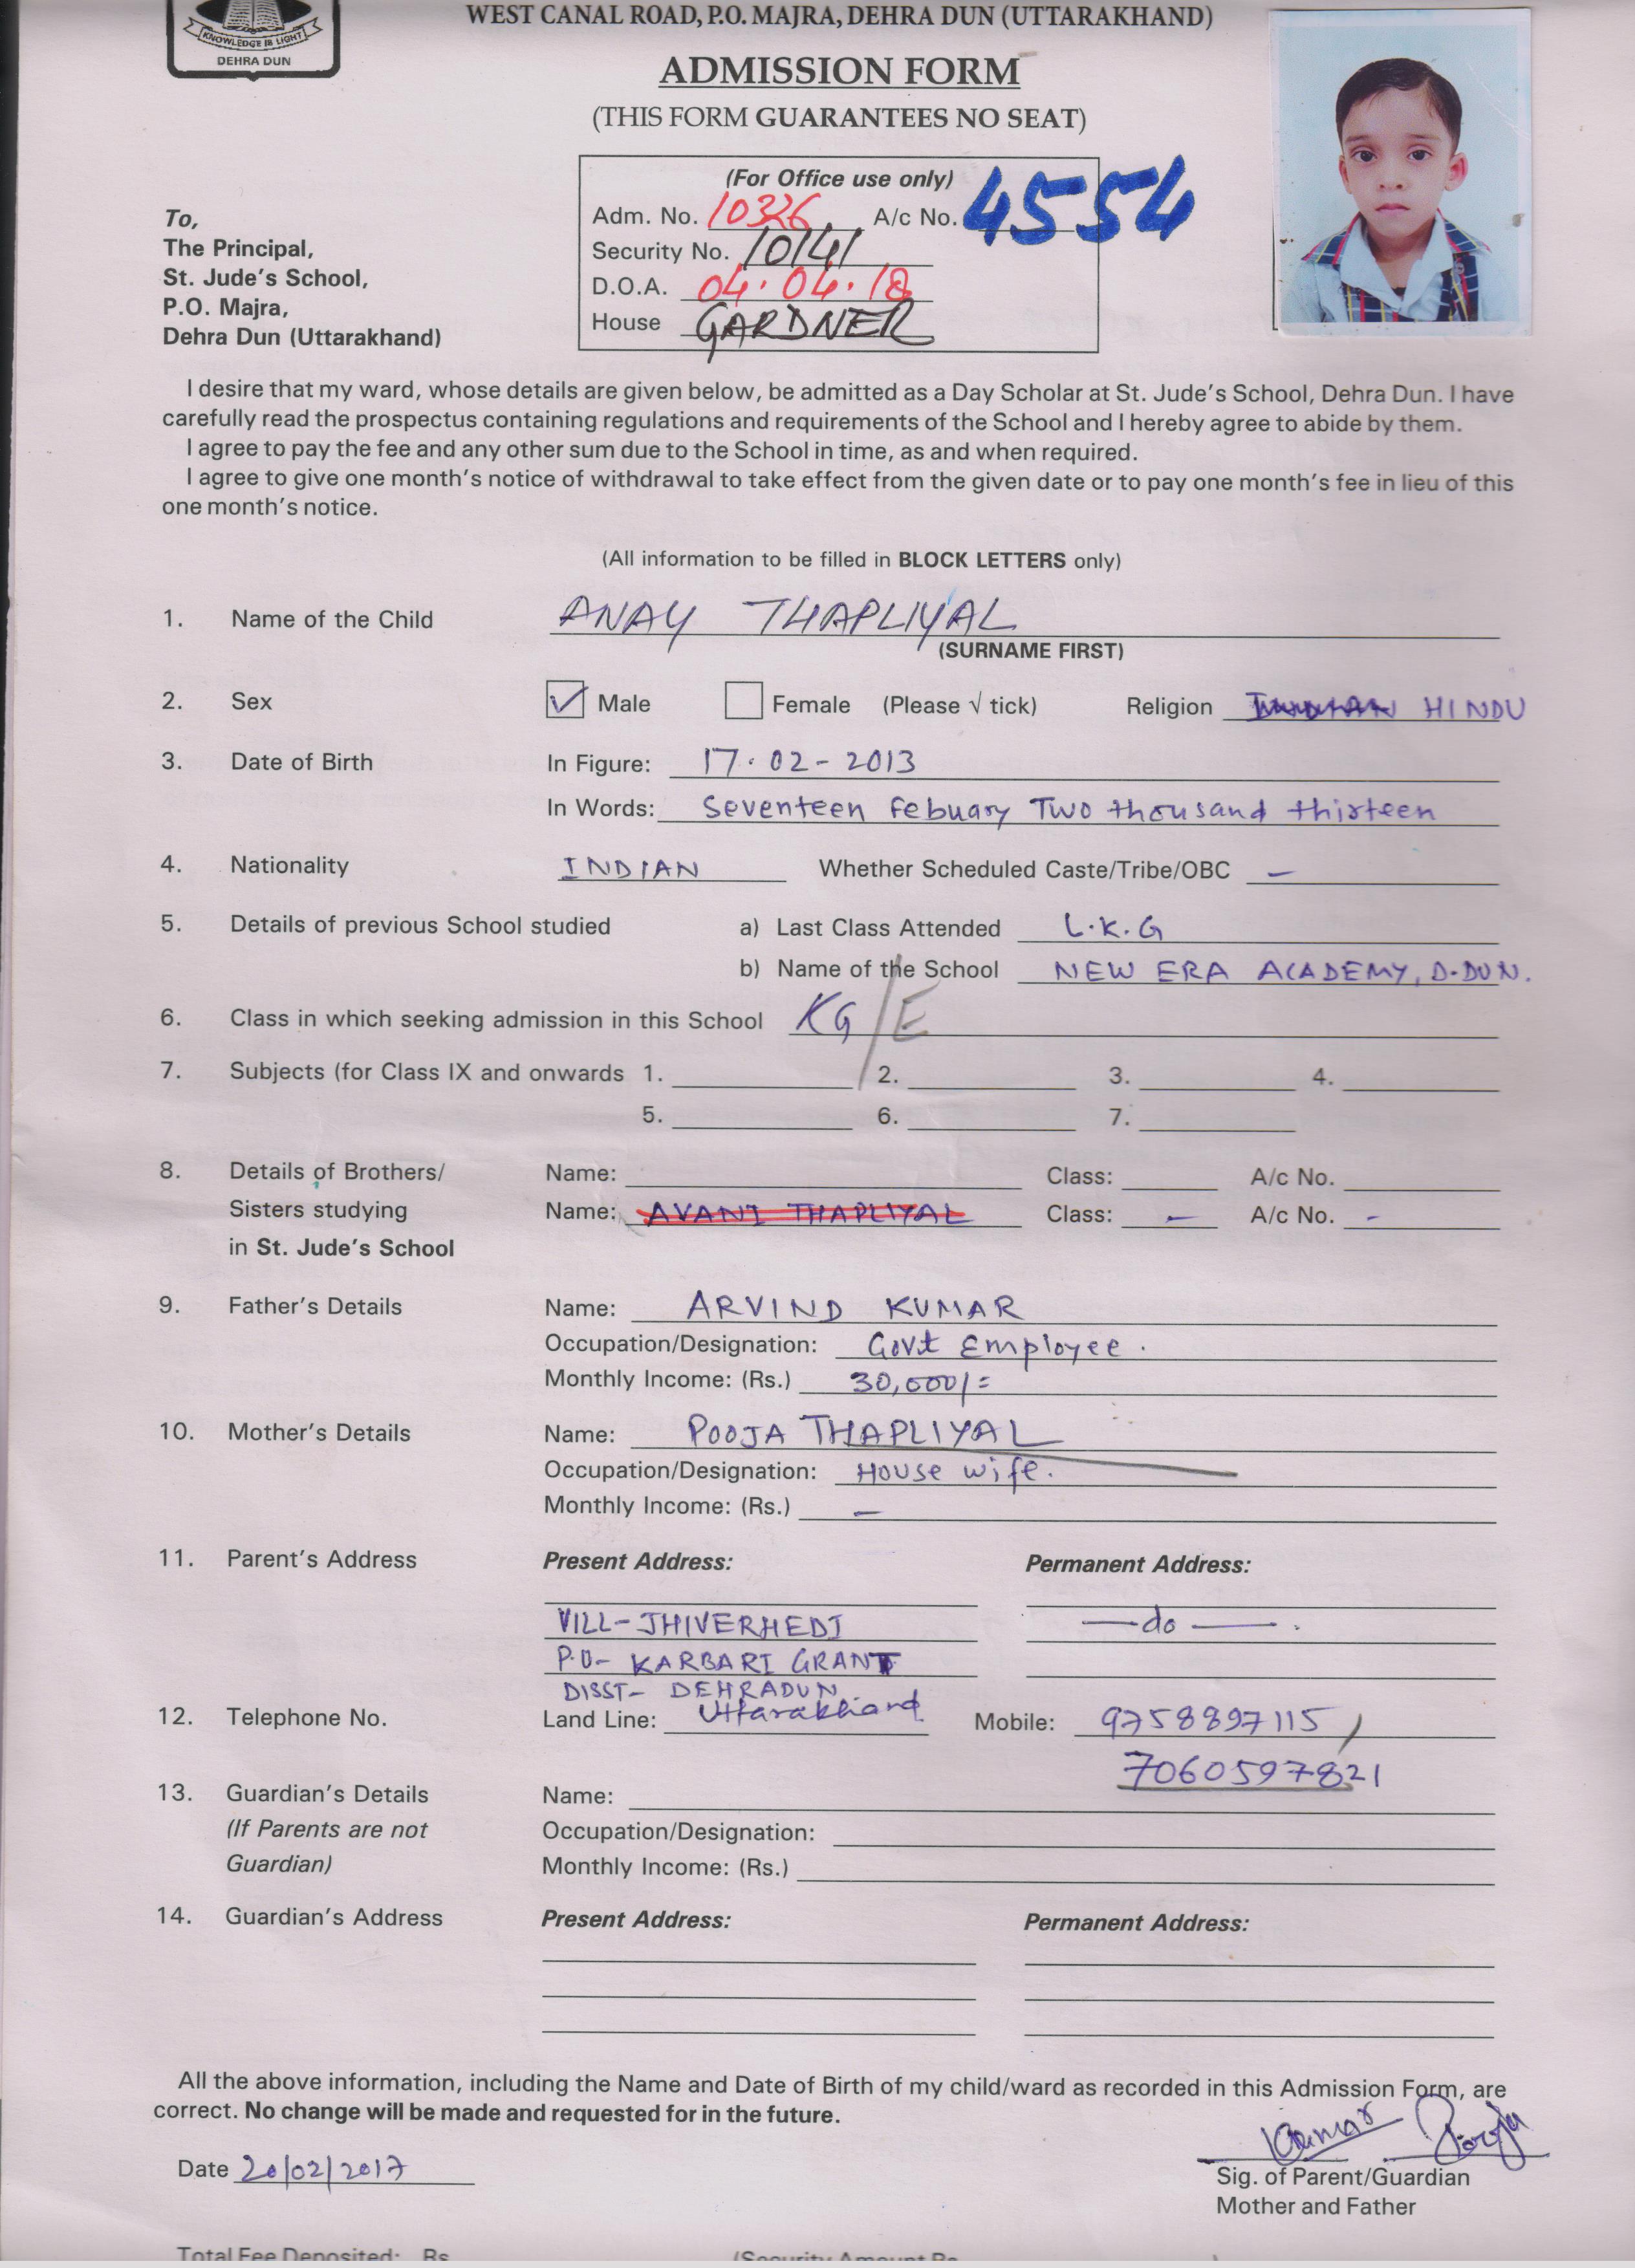 WEST CANAL ROAD, P.O. MAJRA, DEHRA DUN (UTTARAKHAND)
KNOWLEDGE IS LIGHT
DEHRA DUN
ADMISSION FORM
(THIS FORM GUARANTEES NO SEAT)
(For Office use only)
Adm. No. 10326 A/c No. 4554
Security No. 10141
D.O.A. 04.04.18
House GARDNER
To,
The Principal,
St. Jude's School,
P.O. Majra,
Dehra Dun (Uttarakhand)
I desire that my ward, whose details are given below, be admitted as a Day Scholar at St. Jude's School, Dehra Dun. I have
carefully read the prospectus containing regulations and requirements of the School and I hereby agree to abide by them.
I agree to pay the fee and any other sum due to the School in time, as and when required.
I agree to give one month's notice of withdrawal to take effect from the given date or to pay one month's fee in lieu of this
one month's notice.
(All information to be filled in BLOCK LETTERS only)
1. Name of the Child ANAY THAPLIYAL
(SURNAME FIRST)
2. Sex ✓ Male Female (Please √ tick) Religion HINDU
3. Date of Birth In Figure: 17.02-2013
In Words: Seventeen Febuary Two thousand thirteen
4. Nationality INDIAN Whether Scheduled Caste/Tribe/OBC —
5. Details of previous School studied a) Last Class Attended L.K.G
b) Name of the School NEW ERA ACADEMY, D-DUN.
6. Class in which seeking admission in this School KG/E
7. Subjects (for Class IX and onwards 1. 2. 3. 4.
5. 6. 7.
8. Details of Brothers/ Name: Class: A/c No.
Sisters studying Name: AVANI THAPLIYAL Class: — A/c No. -
in St. Jude's School
9. Father's Details Name: ARVIND KUMAR
Occupation/Designation: Govt Employee.
Monthly Income: (Rs.) 30,000/=
10. Mother's Details Name: POOJA THAPLIYAL
Occupation/Designation: House wife.
Monthly Income: (Rs.) —
11. Parent's Address Present Address: Permanent Address:
VILL-JHIVERHEDI —do—.
P.O- KARBARI GRANT
DISST- DEHRADUN
Uttarakhand
12. Telephone No. Land Line: Mobile: 9758897115,
7060597821
13. Guardian's Details Name:
(If Parents are not Occupation/Designation:
Guardian) Monthly Income: (Rs.)
14. Guardian's Address Present Address: Permanent Address:
All the above information, including the Name and Date of Birth of my child/ward as recorded in this Admission Form, are
correct. No change will be made and requested for in the future.
Kumar Pooja
Date 20/02/2017
Sig. of Parent/Guardian
Mother and Father
Total Fee Deposited: Rs. (Security Amount Rs. )